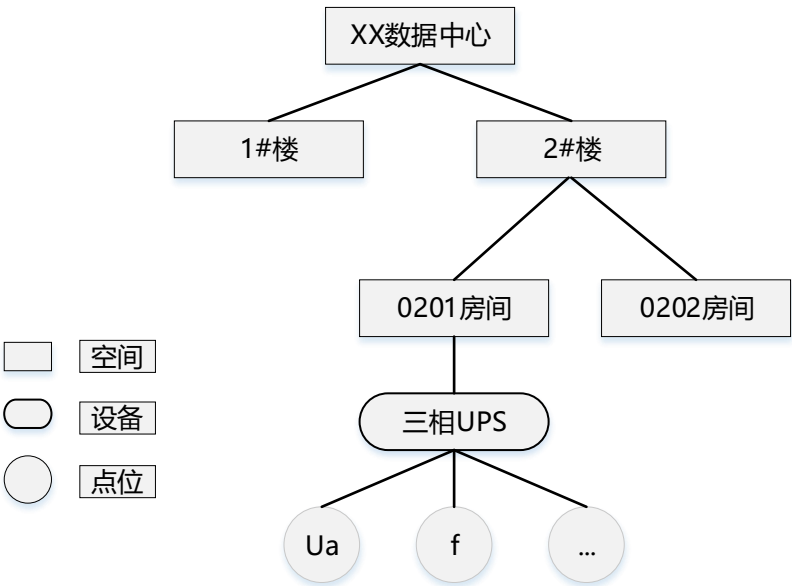 XX数据中心
1#楼
2#楼
0201房间
0202房间
空间
设备
三相UPS
点位
Ua
f
...